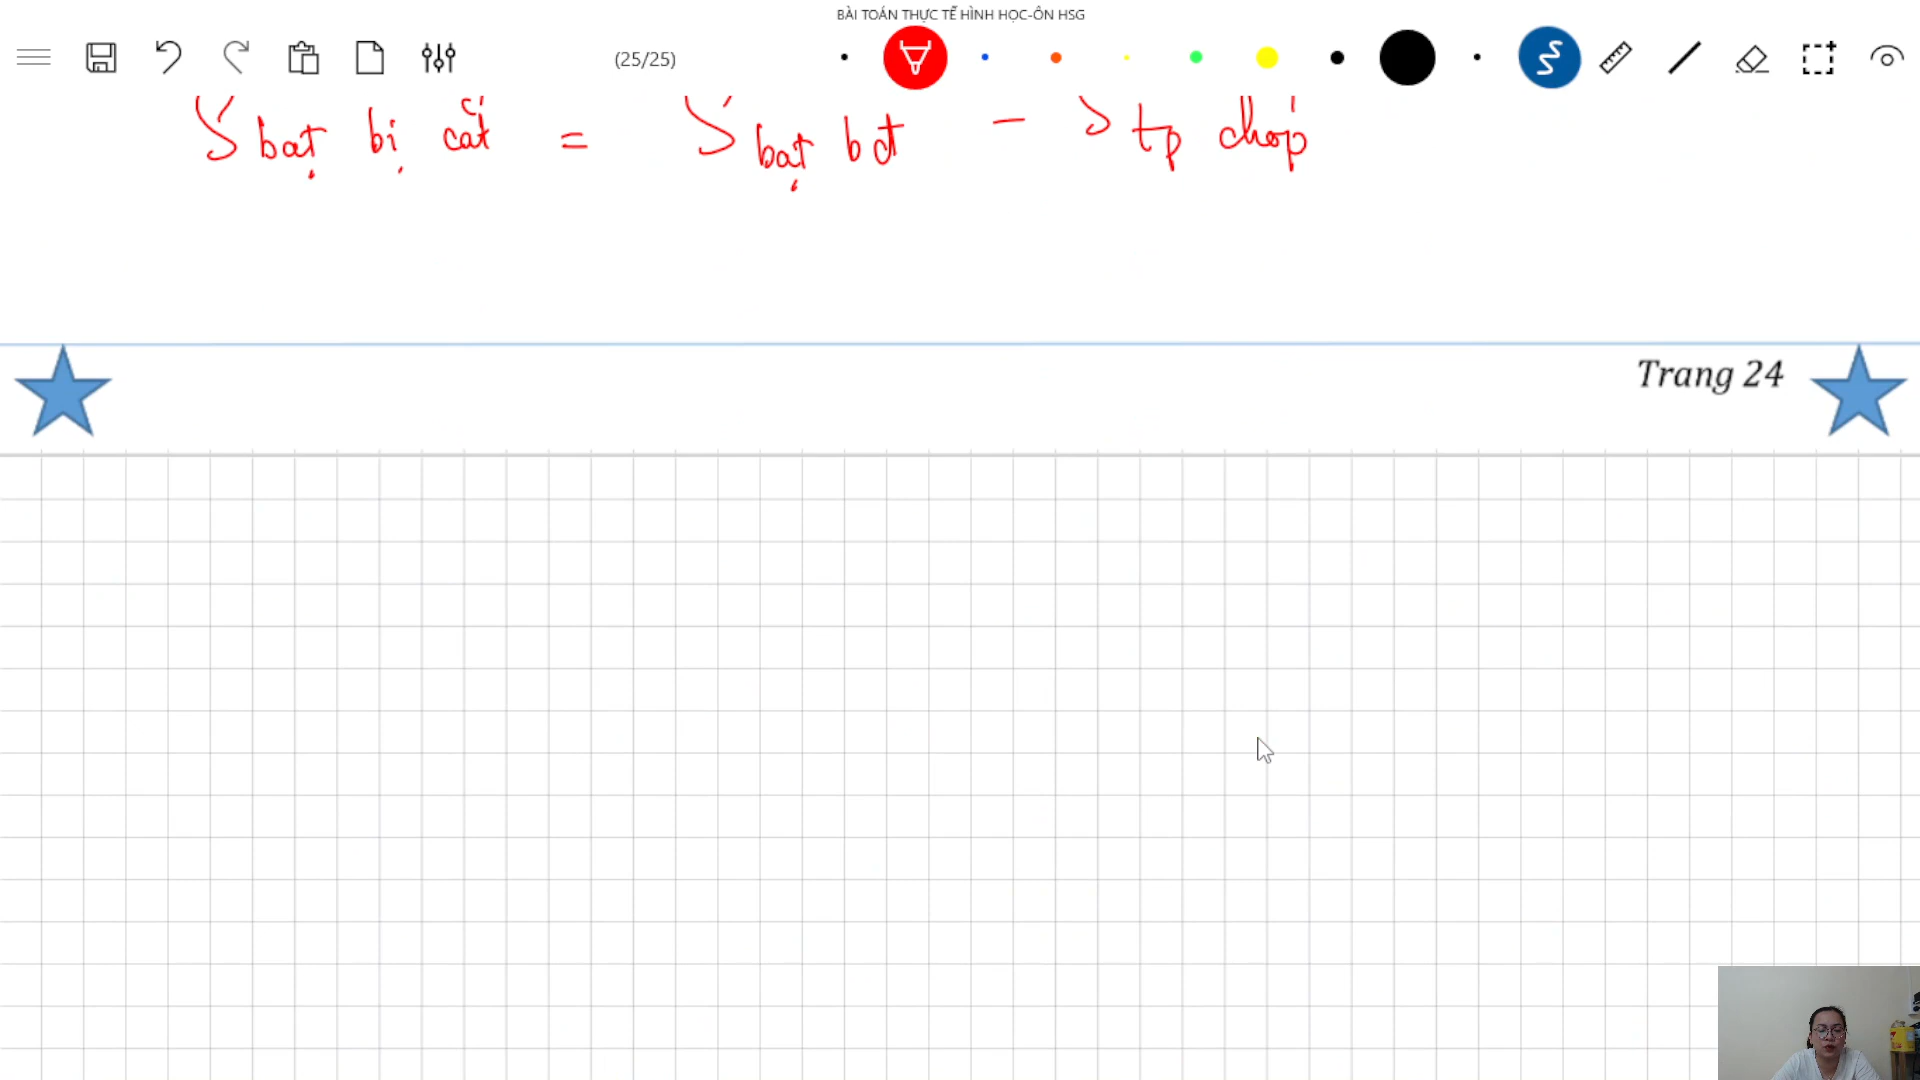 BÀI TOÁN THỰC TẾ HÌNH HỌC-ÔN HSG
(25/25)
S bạt bị cắt = S bạt bđ - S tp chóp
Trang 24